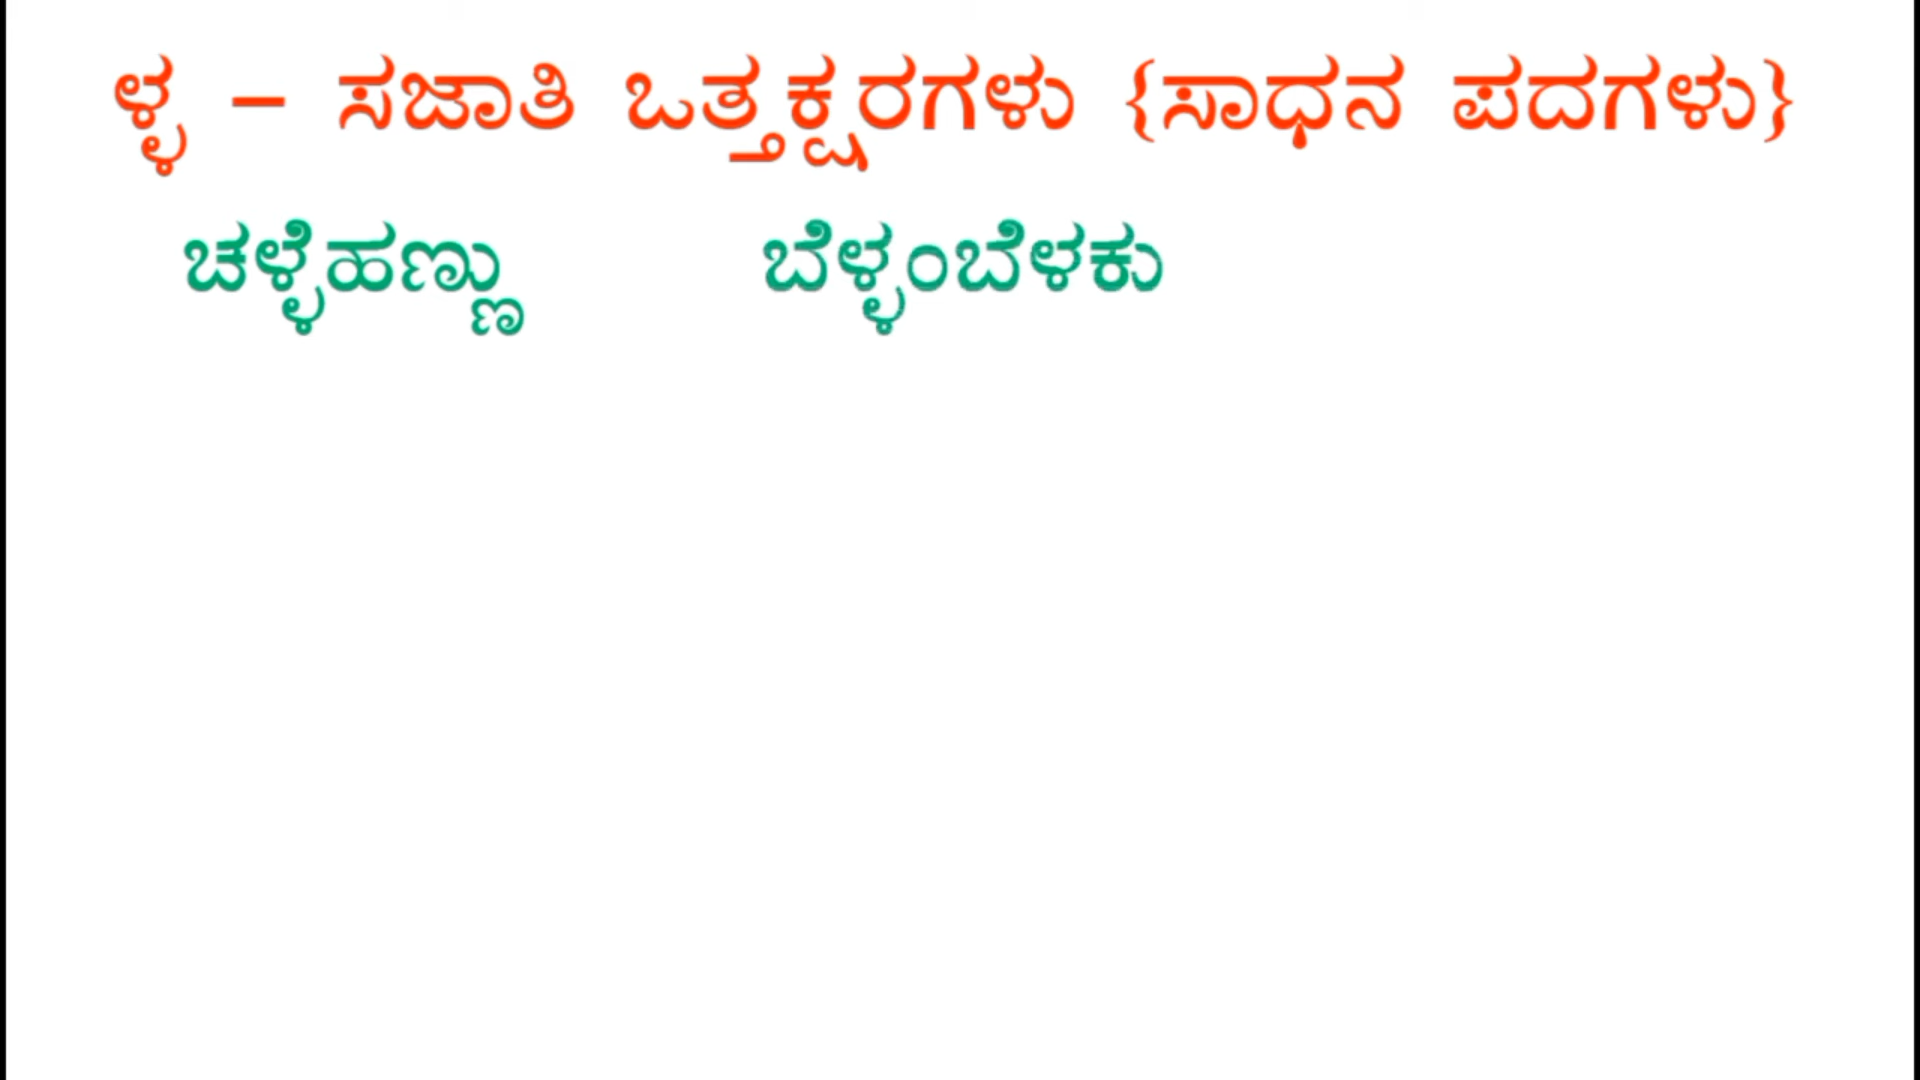 ಳ್ಳ – ಸಜಾತಿ ಒತ್ತಕ್ಷರಗಳು {ಸಾಧನ ಪದಗಳು}
ಚಳ್ಳೆಹಣ್ಣು ಬೆಳ್ಳಂಬೆಳಕು